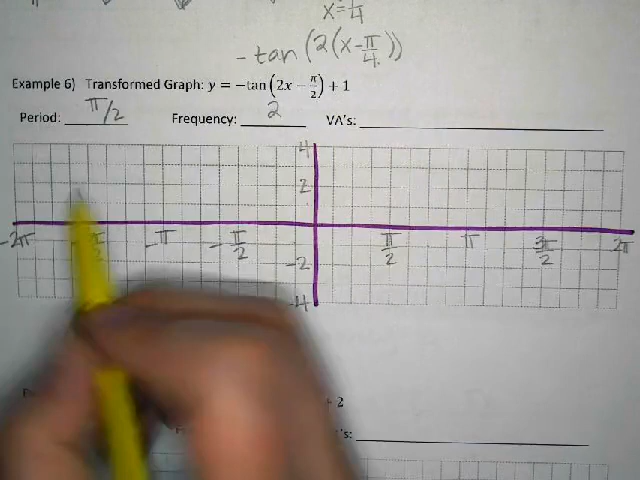 x = π/4
- tan (2(x - π/4))
Example 6) Transformed Graph: y = −tan(2x − π/2) + 1
Period: π/2 Frequency: 2 VA's:
4
2
-2π -π -π/2 π/2 π 3π/2 2π
-2
-4
+ 2
's: